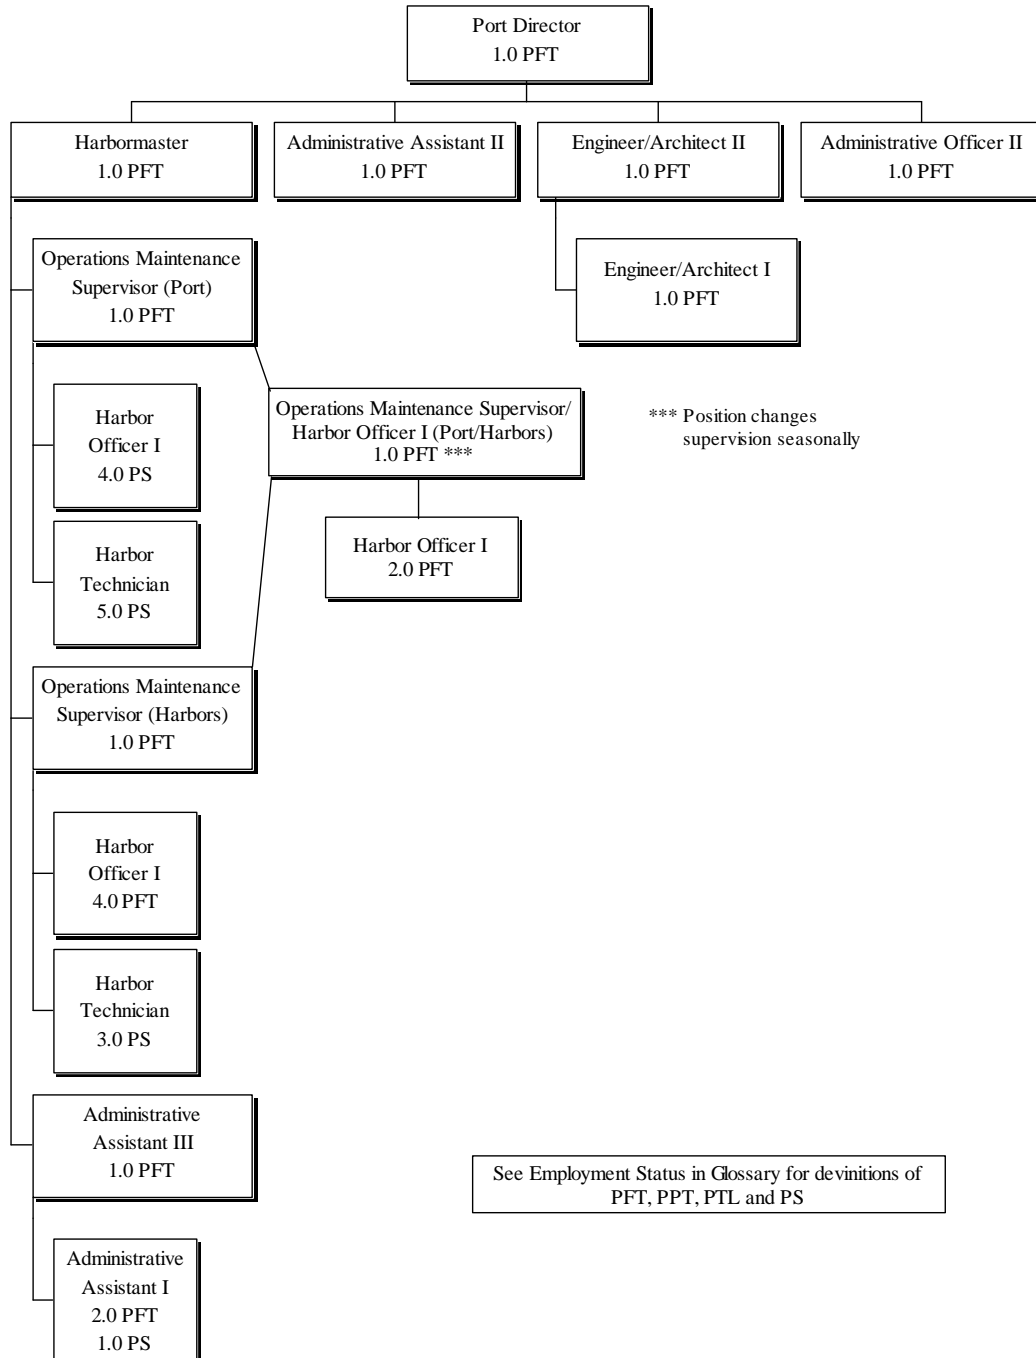 Port Director
1.0 PFT
Harbormaster
1.0 PFT
Administrative Assistant II
1.0 PFT
Engineer/Architect II
1.0 PFT
Administrative Officer II
1.0 PFT
Operations Maintenance
Supervisor (Port)
1.0 PFT
Engineer/Architect I
1.0 PFT
Harbor
Officer I
4.0 PS
Operations Maintenance Supervisor/
Harbor Officer I (Port/Harbors)
1.0 PFT ***
*** Position changes
supervision seasonally
Harbor
Technician
5.0 PS
Harbor Officer I
2.0 PFT
Operations Maintenance
Supervisor (Harbors)
1.0 PFT
Harbor
Officer I
4.0 PFT
Harbor
Technician
3.0 PS
Administrative
Assistant III
1.0 PFT
See Employment Status in Glossary for devinitions of
PFT, PPT, PTL and PS
Administrative
Assistant I
2.0 PFT
1.0 PS